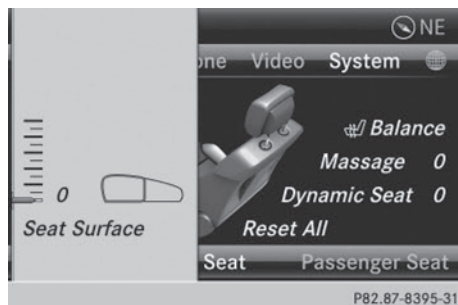 NE
one Video System
Balance
Massage 0
0 Dynamic Seat 0
Seat Surface Reset All
Seat Passenger Seat
P82.87-8395-31